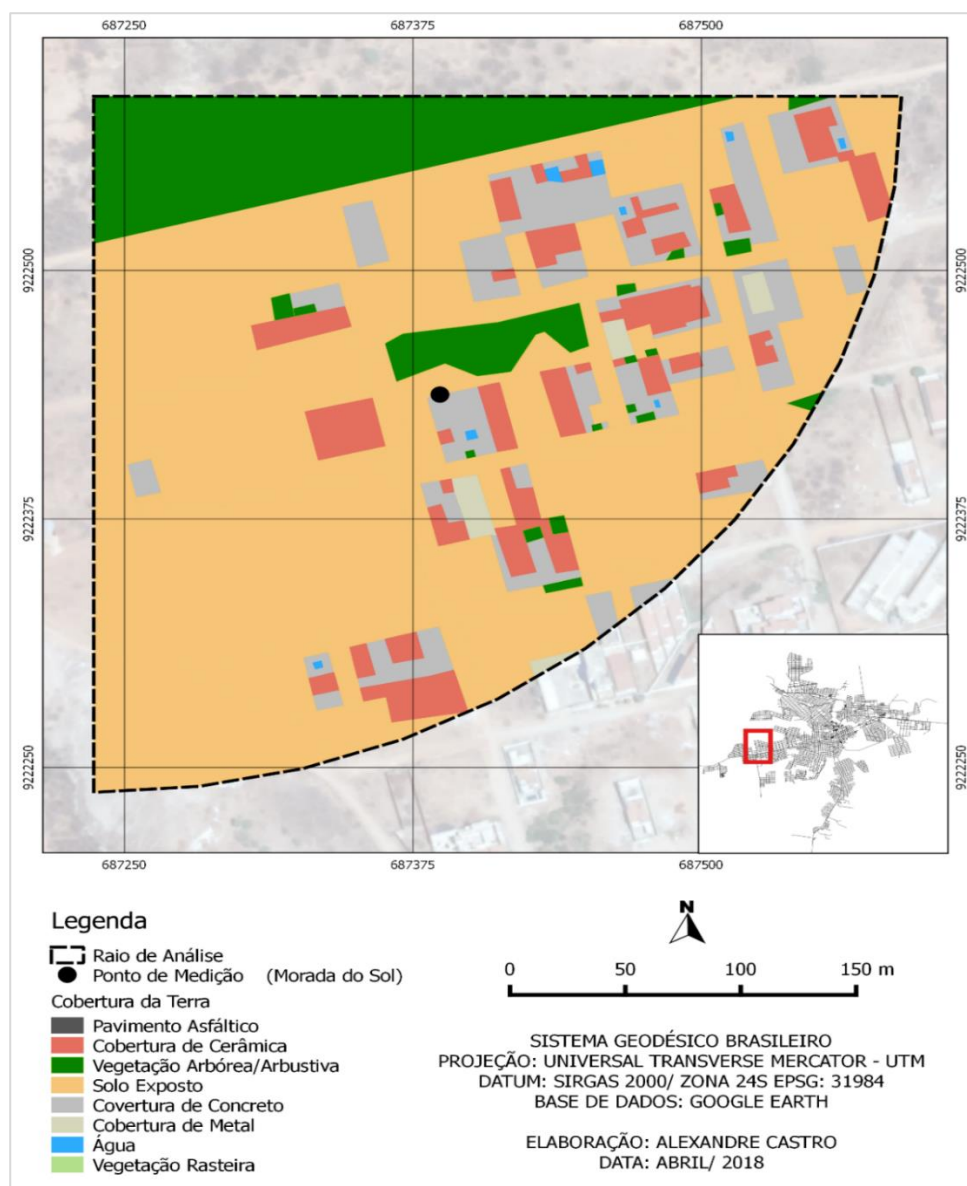 687250 687375 687500
9222500 9222500
9222375 9222375
9222250 9222250
687250 687375 687500
Legenda
Raio de Análise
Ponto de Medição (Morada do Sol)
Cobertura da Terra
Pavimento Asfáltico
Cobertura de Cerâmica
Vegetação Arbórea/Arbustiva
Solo Exposto
Covertura de Concreto
Cobertura de Metal
Água
Vegetação Rasteira
N
0 50 100 150 m
SISTEMA GEODÉSICO BRASILEIRO
PROJEÇÃO: UNIVERSAL TRANSVERSE MERCATOR - UTM
DATUM: SIRGAS 2000/ ZONA 24S EPSG: 31984
BASE DE DADOS: GOOGLE EARTH
ELABORAÇÃO: ALEXANDRE CASTRO
DATA: ABRIL/ 2018